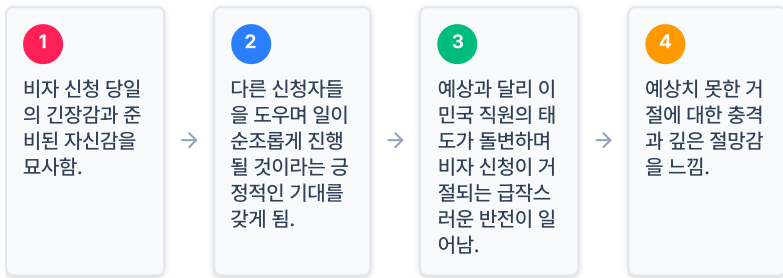 1
비자 신청 당일
의 긴장감과 준
비된 자신감을
묘사함.
2
다른 신청자들
을 도우며 일이
순조롭게 진행
될 것이라는 긍
정적인 기대를
갖게 됨.
3
예상과 달리 이
민국 직원의 태
도가 돌변하며
비자 신청이 거
절되는 급작스
러운 반전이 일
어남.
4
예상치 못한 거
절에 대한 충격
과 깊은 절망감
을 느낌.